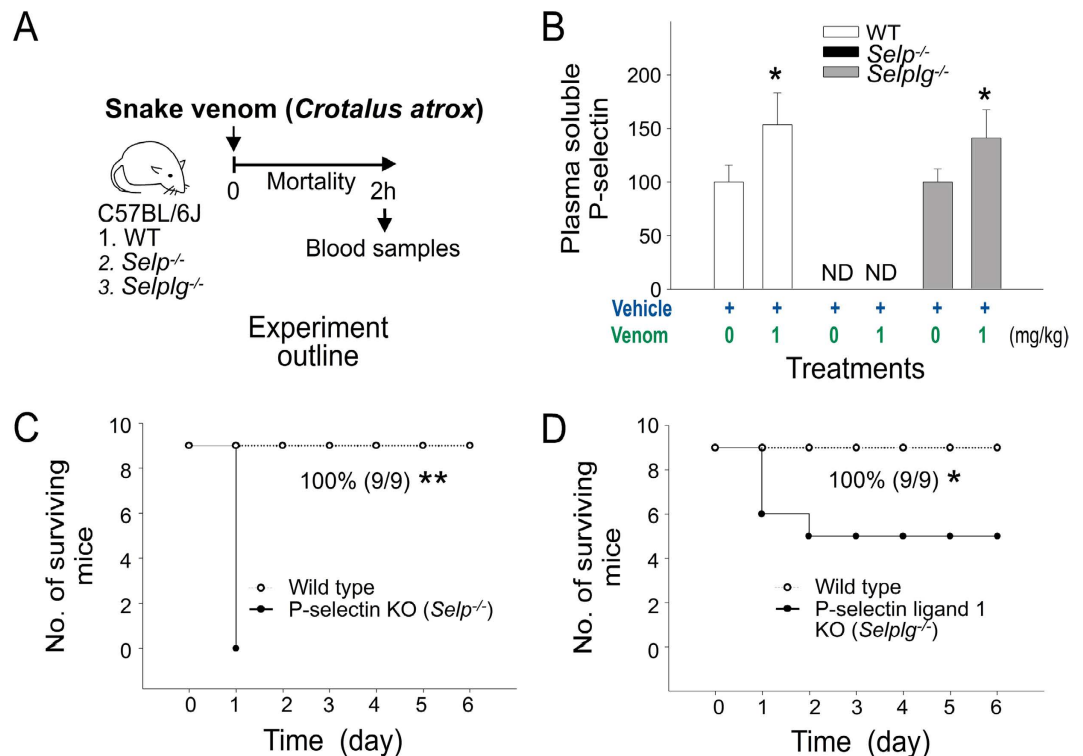 A
Snake venom (Crotalus atrox)
0
Mortality
2h
C57BL/6J
1. WT
2. Selp-/-
3. Selplg-/-
Blood samples
Experiment
outline
B
WT
Selp-/-
Selplg-/-
Plasma soluble
P-selectin
200
150
100
50
0
*
ND ND
*
Vehicle + + + + + +
Venom 0 1 0 1 0 1 (mg/kg)
Treatments
C
No. of surviving
mice
10
8
6
4
2
0
100% (9/9) **
Wild type
P-selectin KO (Selp-/-)
0 1 2 3 4 5 6
Time (day)
D
No. of surviving
mice
10
8
6
4
2
0
100% (9/9) *
Wild type
P-selectin ligand 1
KO (Selplg-/-)
0 1 2 3 4 5 6
Time (day)